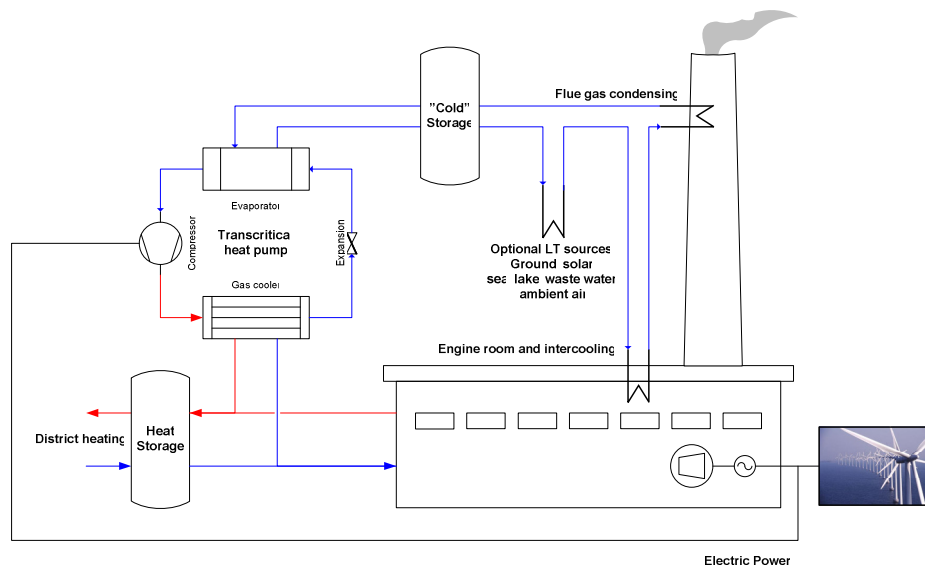 Flue gas condensing
"Cold"
Storage
Evaporator
Compressor
Transcritica
heat pump
Expansion
Gas cooler
Optional LT sources
Ground solar
sea lake waste water
ambient air
Engine room and intercooling
District heating
Heat
Storage
Electric Power